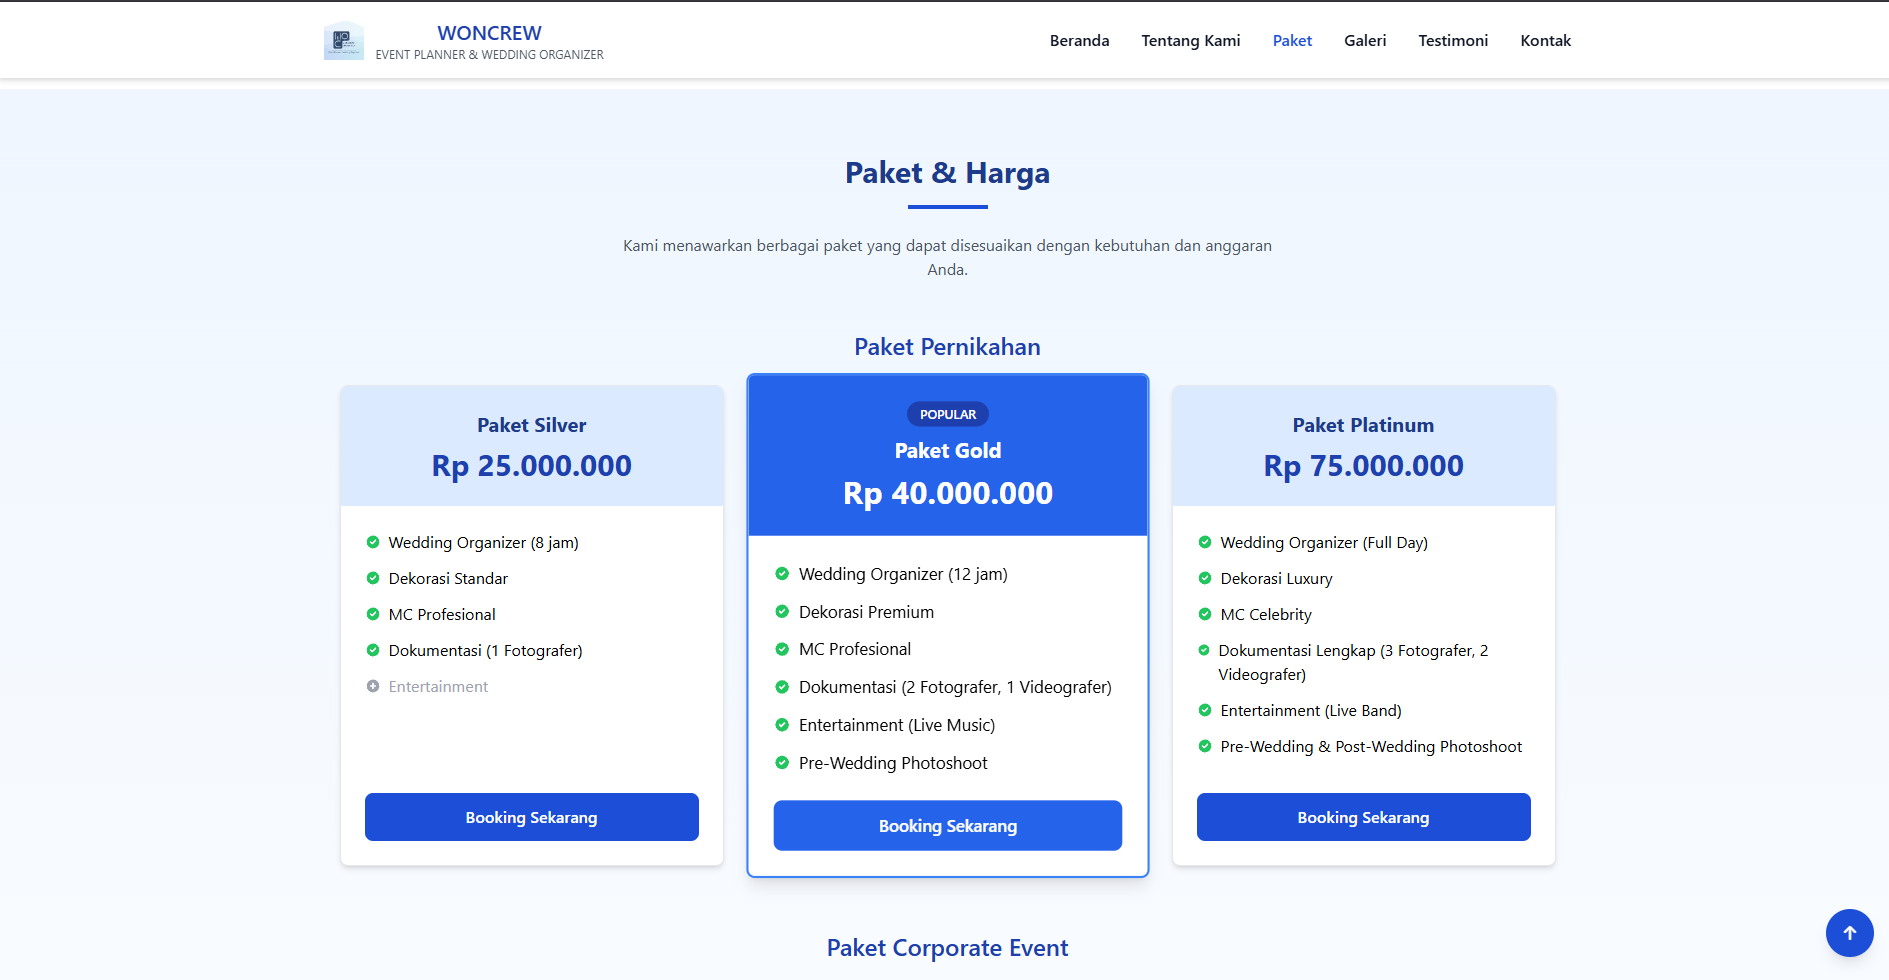 WONCREW
EVENT PLANNER & WEDDING ORGANIZER
Beranda
Tentang Kami
Paket
Galeri
Testimoni
Kontak
Paket & Harga
Kami menawarkan berbagai paket yang dapat disesuaikan dengan kebutuhan dan anggaran
Anda.
Paket Pernikahan
Paket Silver
Rp 25.000.000
Wedding Organizer (8 jam)
Dekorasi Standar
MC Profesional
Dokumentasi (1 Fotografer)
Entertainment
Booking Sekarang
POPULAR
Paket Gold
Rp 40.000.000
Wedding Organizer (12 jam)
Dekorasi Premium
MC Profesional
Dokumentasi (2 Fotografer, 1 Videografer)
Entertainment (Live Music)
Pre-Wedding Photoshoot
Booking Sekarang
Paket Platinum
Rp 75.000.000
Wedding Organizer (Full Day)
Dekorasi Luxury
MC Celebrity
Dokumentasi Lengkap (3 Fotografer, 2
Videografer)
Entertainment (Live Band)
Pre-Wedding & Post-Wedding Photoshoot
Booking Sekarang
Paket Corporate Event